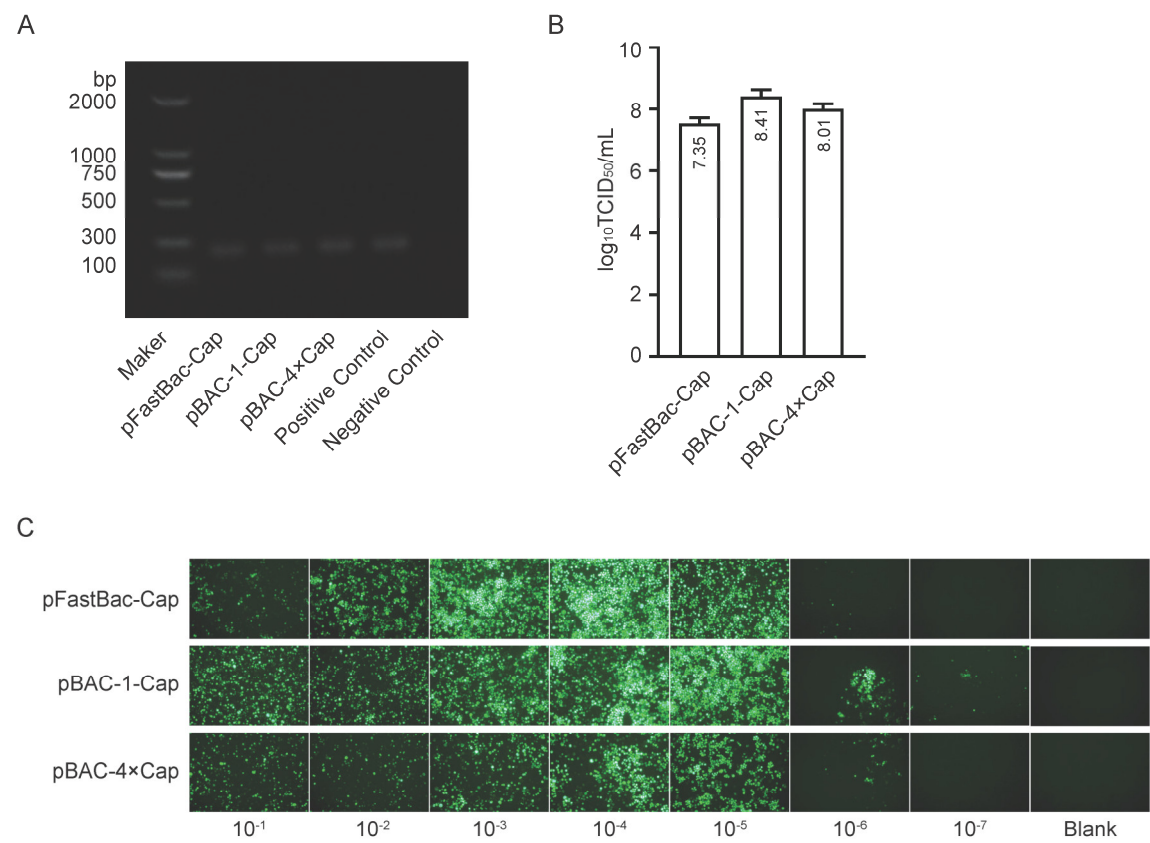 A
bp
2000
1000
750
500
300
100
Maker
pFastBac-Cap
pBAC-1-Cap
pBAC-4×Cap
Positive Control
Negative Control
B
log₁₀TCID₅₀/mL
10
8
6
4
2
0
7.35
8.41
8.01
pFastBac-Cap
pBAC-1-Cap
pBAC-4×Cap
C
pFastBac-Cap
pBAC-1-Cap
pBAC-4×Cap
10⁻¹ 10⁻² 10⁻³ 10⁻⁴ 10⁻⁵ 10⁻⁶ 10⁻⁷ Blank